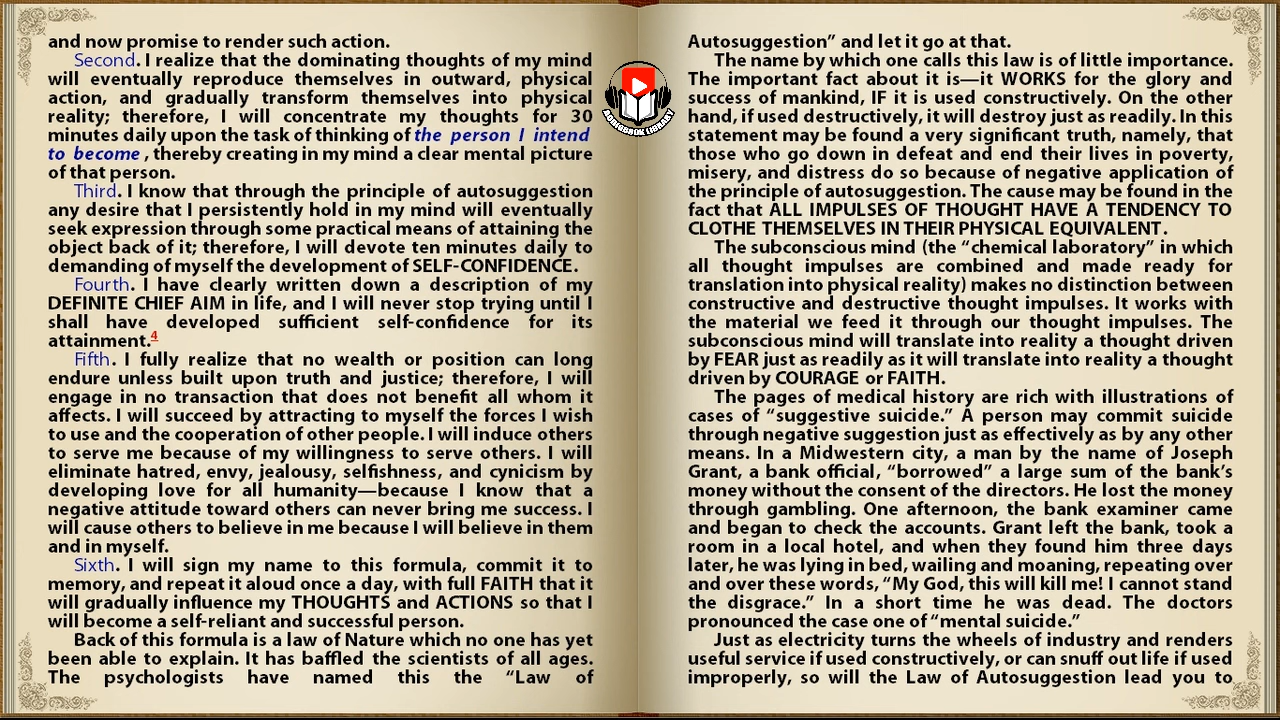 and now promise to render such action.
Second. I realize that the dominating thoughts of my mind
will eventually reproduce themselves in outward, physical
action, and gradually transform themselves into physical
reality; therefore, I will concentrate my thoughts for 30
minutes daily upon the task of thinking of the person I intend
to become , thereby creating in my mind a clear mental picture
of that person.
Third. I know that through the principle of autosuggestion
any desire that I persistently hold in my mind will eventually
seek expression through some practical means of attaining the
object back of it; therefore, I will devote ten minutes daily to
demanding of myself the development of SELF-CONFIDENCE.
Fourth. I have clearly written down a description of my
DEFINITE CHIEF AIM in life, and I will never stop trying until I
shall have developed sufficient self-confidence for its
attainment.4
Fifth. I fully realize that no wealth or position can long
endure unless built upon truth and justice; therefore, I will
engage in no transaction that does not benefit all whom it
affects. I will succeed by attracting to myself the forces I wish
to use and the cooperation of other people. I will induce others
to serve me because of my willingness to serve others. I will
eliminate hatred, envy, jealousy, selfishness, and cynicism by
developing love for all humanity—because I know that a
negative attitude toward others can never bring me success. I
will cause others to believe in me because I will believe in them
and in myself.
Sixth. I will sign my name to this formula, commit it to
memory, and repeat it aloud once a day, with full FAITH that it
will gradually influence my THOUGHTS and ACTIONS so that I
will become a self-reliant and successful person.
Back of this formula is a law of Nature which no one has yet
been able to explain. It has baffled the scientists of all ages.
The psychologists have named this the “Law of
AUDIOBOOK LIBRARY
Autosuggestion” and let it go at that.
The name by which one calls this law is of little importance.
The important fact about it is—it WORKS for the glory and
success of mankind, IF it is used constructively. On the other
hand, if used destructively, it will destroy just as readily. In this
statement may be found a very significant truth, namely, that
those who go down in defeat and end their lives in poverty,
misery, and distress do so because of negative application of
the principle of autosuggestion. The cause may be found in the
fact that ALL IMPULSES OF THOUGHT HAVE A TENDENCY TO
CLOTHE THEMSELVES IN THEIR PHYSICAL EQUIVALENT.
The subconscious mind (the “chemical laboratory” in which
all thought impulses are combined and made ready for
translation into physical reality) makes no distinction between
constructive and destructive thought impulses. It works with
the material we feed it through our thought impulses. The
subconscious mind will translate into reality a thought driven
by FEAR just as readily as it will translate into reality a thought
driven by COURAGE or FAITH.
The pages of medical history are rich with illustrations of
cases of “suggestive suicide.” A person may commit suicide
through negative suggestion just as effectively as by any other
means. In a Midwestern city, a man by the name of Joseph
Grant, a bank official, “borrowed” a large sum of the bank’s
money without the consent of the directors. He lost the money
through gambling. One afternoon, the bank examiner came
and began to check the accounts. Grant left the bank, took a
room in a local hotel, and when they found him three days
later, he was lying in bed, wailing and moaning, repeating over
and over these words, “My God, this will kill me! I cannot stand
the disgrace.” In a short time he was dead. The doctors
pronounced the case one of “mental suicide.”
Just as electricity turns the wheels of industry and renders
useful service if used constructively, or can snuff out life if used
improperly, so will the Law of Autosuggestion lead you to